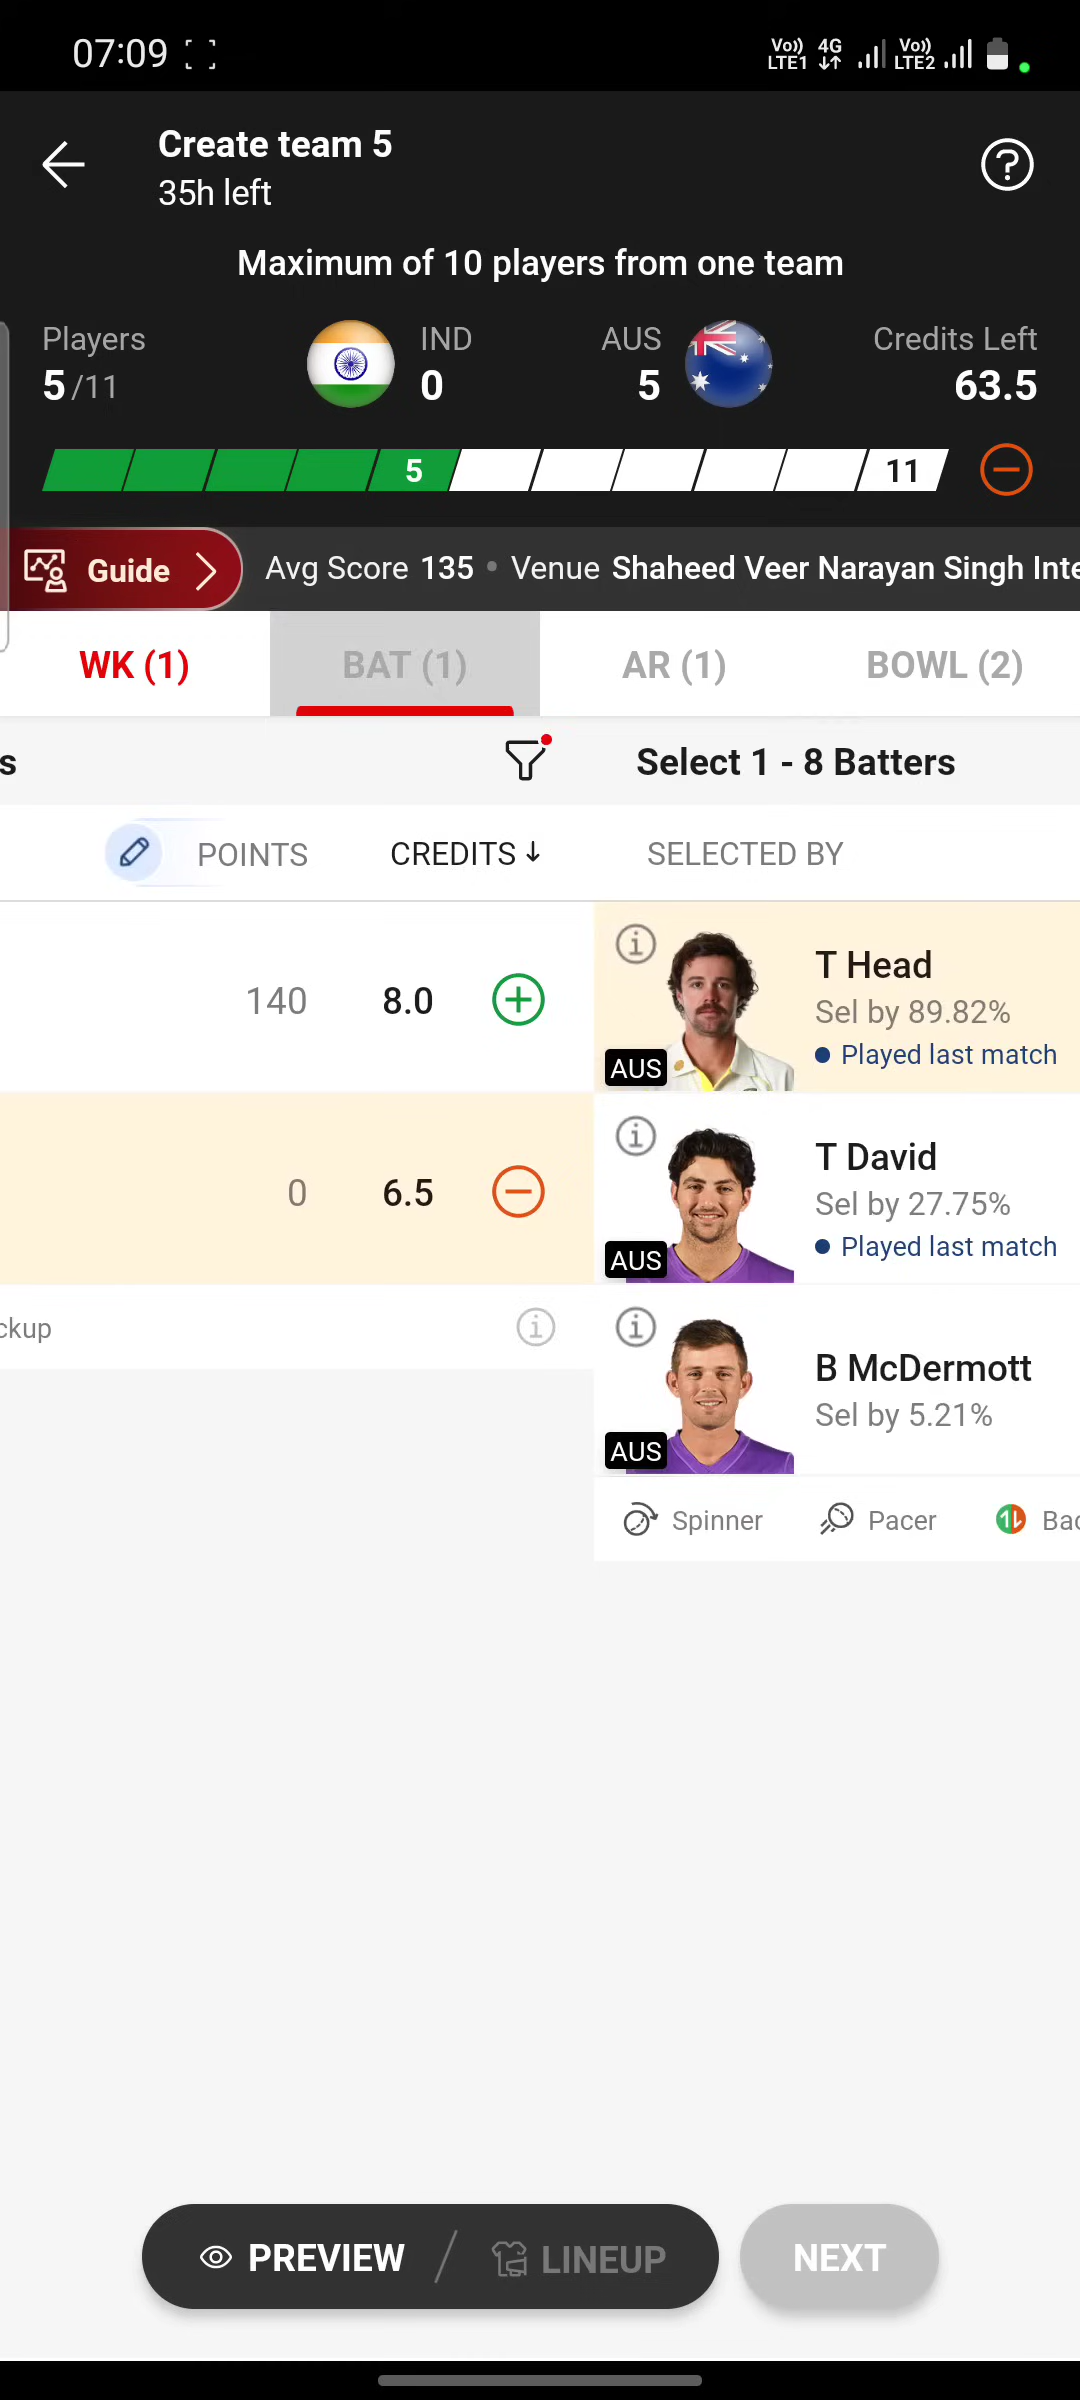 07:09
Vo)) LTE1 4G Vo)) LTE2
Create team 5
35h left
Maximum of 10 players from one team
Players
5/11
IND
0
AUS
5
Credits Left
63.5
5
11
Guide
Avg Score 135 • Venue Shaheed Veer Narayan Singh Inte
WK (1)
BAT (1)
AR (1)
BOWL (2)
s
Select 1 - 8 Batters
POINTS
CREDITS ↓
SELECTED BY
140
8.0
T Head
Sel by 89.82%
Played last match
AUS
0
6.5
T David
Sel by 27.75%
Played last match
AUS
ckup
B McDermott
Sel by 5.21%
AUS
Spinner
Pacer
Bac
PREVIEW
LINEUP
NEXT